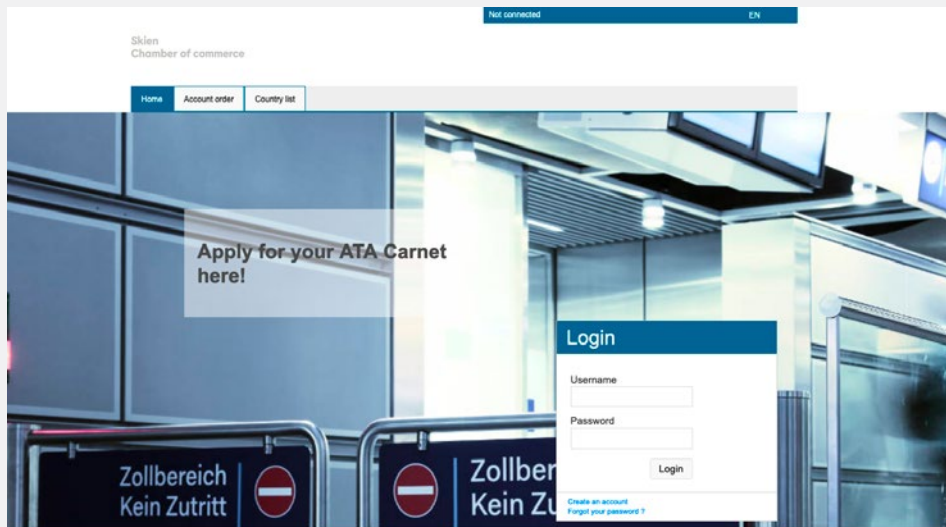 Not connected
EN
Skien
Chamber of commerce
Home
Account order
Country list
Apply for your ATA Carnet
here!
Login
Username
Password
Login
Create an account
Forgot your password ?
Zollbereich
Kein Zutritt
Zollber
Kein Zu